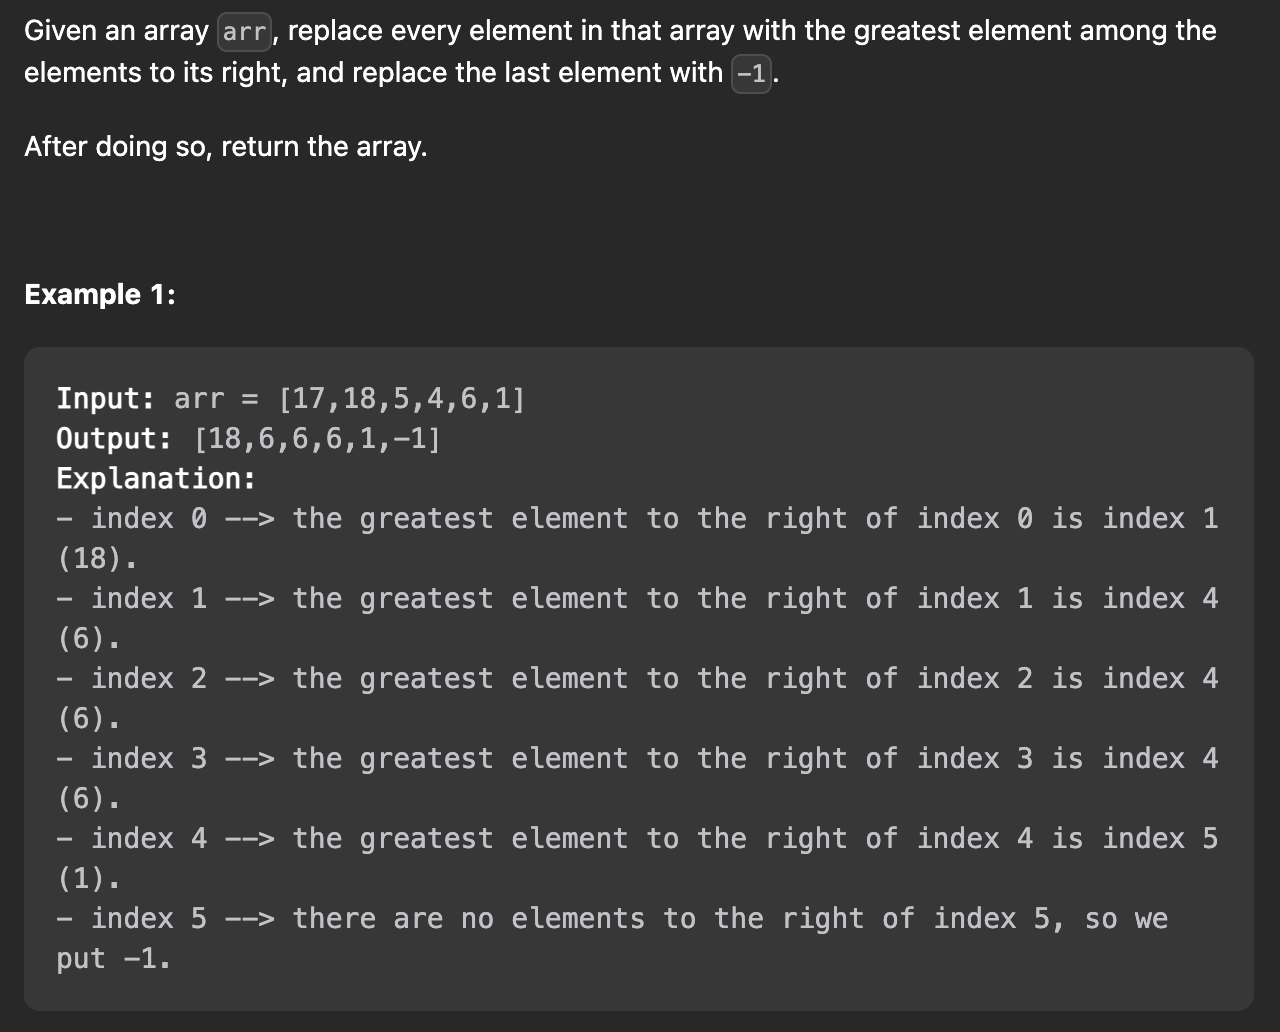 Given an array arr, replace every element in that array with the greatest element among the
elements to its right, and replace the last element with -1.
After doing so, return the array.
Example 1:
Input: arr = [17,18,5,4,6,1]
Output: [18,6,6,6,1,-1]
Explanation:
- index 0 --> the greatest element to the right of index 0 is index 1
(18).
- index 1 --> the greatest element to the right of index 1 is index 4
(6).
- index 2 --> the greatest element to the right of index 2 is index 4
(6).
- index 3 --> the greatest element to the right of index 3 is index 4
(6).
- index 4 --> the greatest element to the right of index 4 is index 5
(1).
- index 5 --> there are no elements to the right of index 5, so we
put -1.